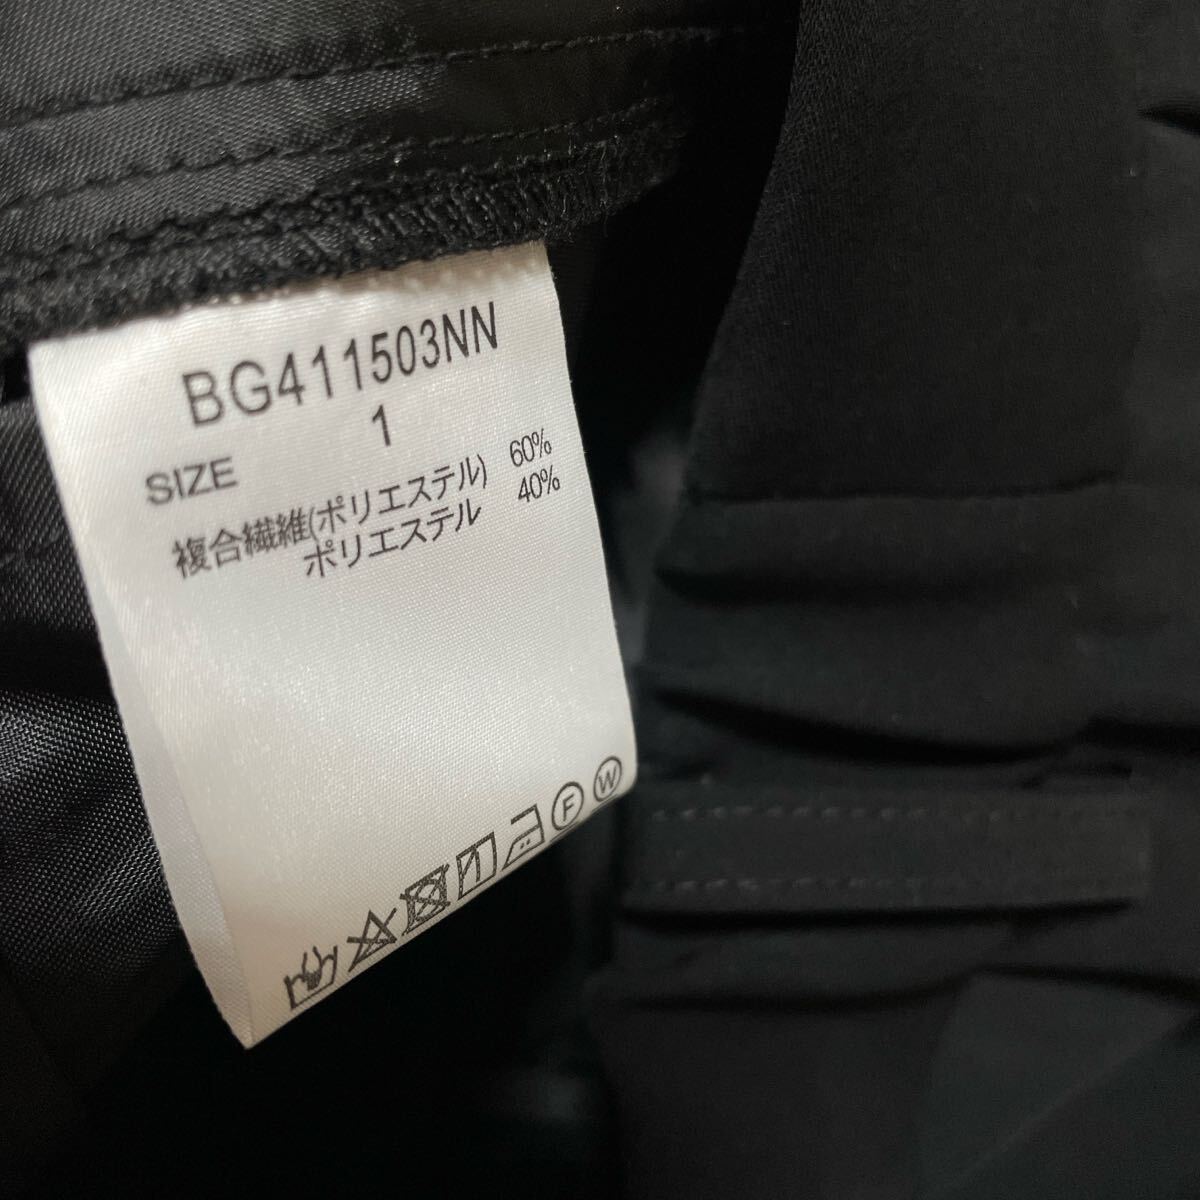 BG411503NN
SIZE 1
複合繊維(ポリエステル) 60%
ポリエステル 40%
F W